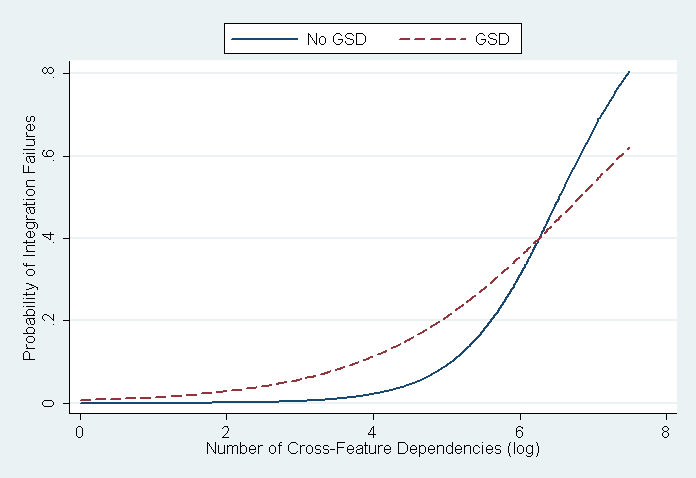 No GSD GSD
Probability of Integration Failures
.8
.6
.4
.2
0
0 2 4 6 8
Number of Cross-Feature Dependencies (log)